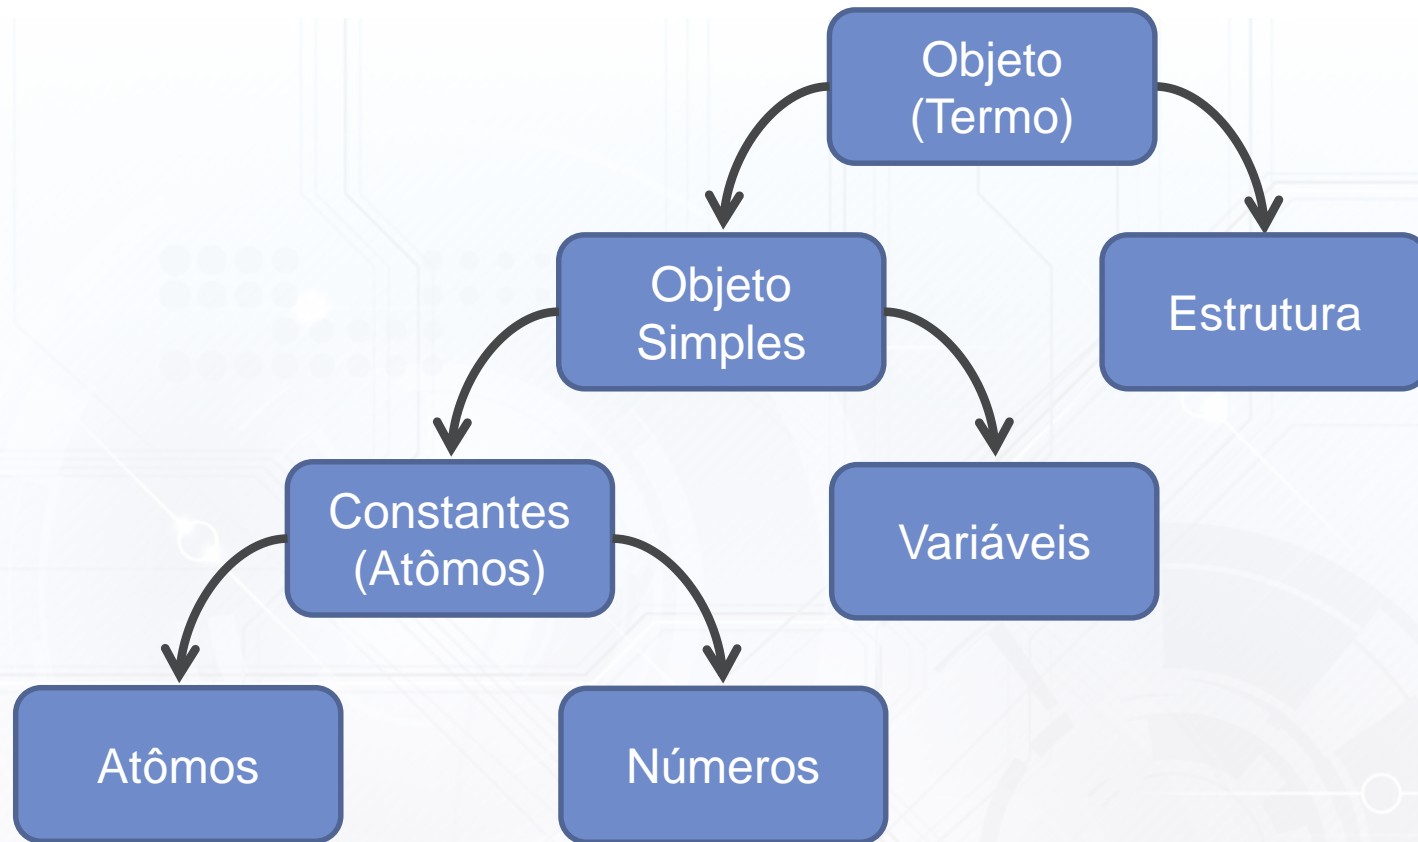 Objeto
(Termo)
Objeto
Simples
Estrutura
Constantes
(Atômos)
Variáveis
Atômos
Números